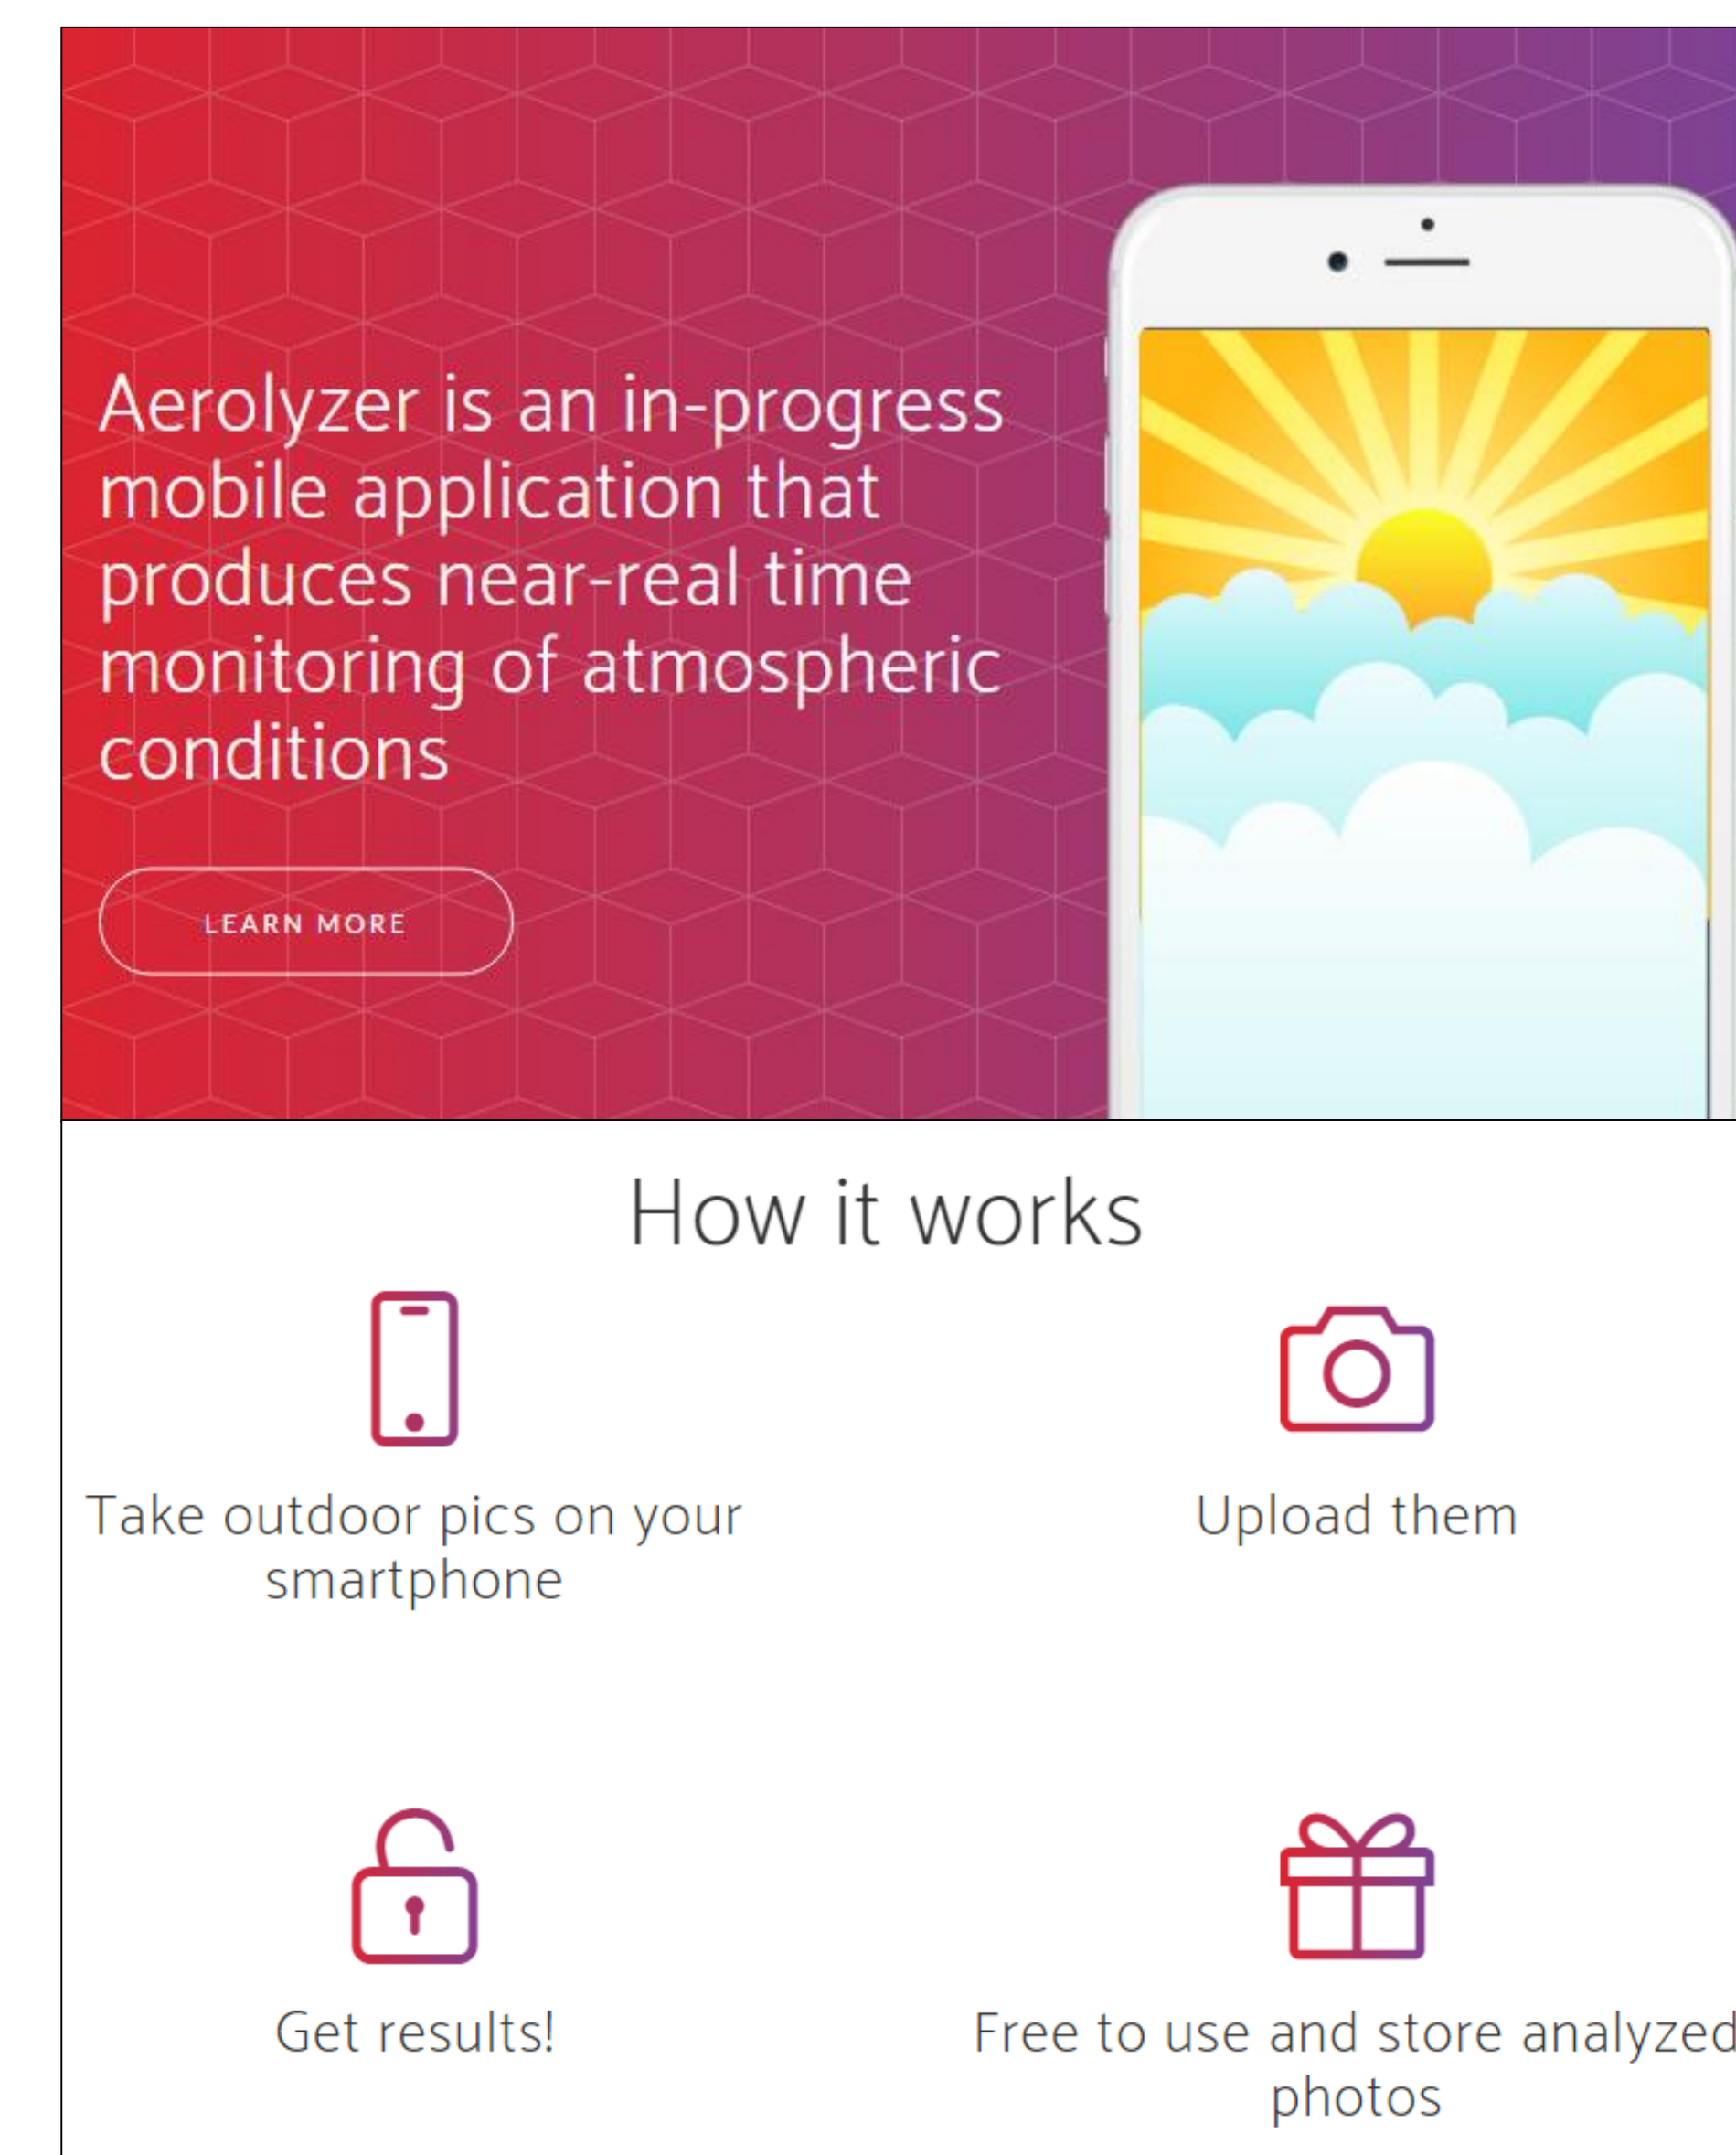 Aerolyzer is an in-progress
mobile application that
produces near-real time
monitoring of atmospheric
conditions
LEARN MORE
How it works
Take outdoor pics on your
smartphone
Upload them
Get results!
Free to use and store analyzed
photos